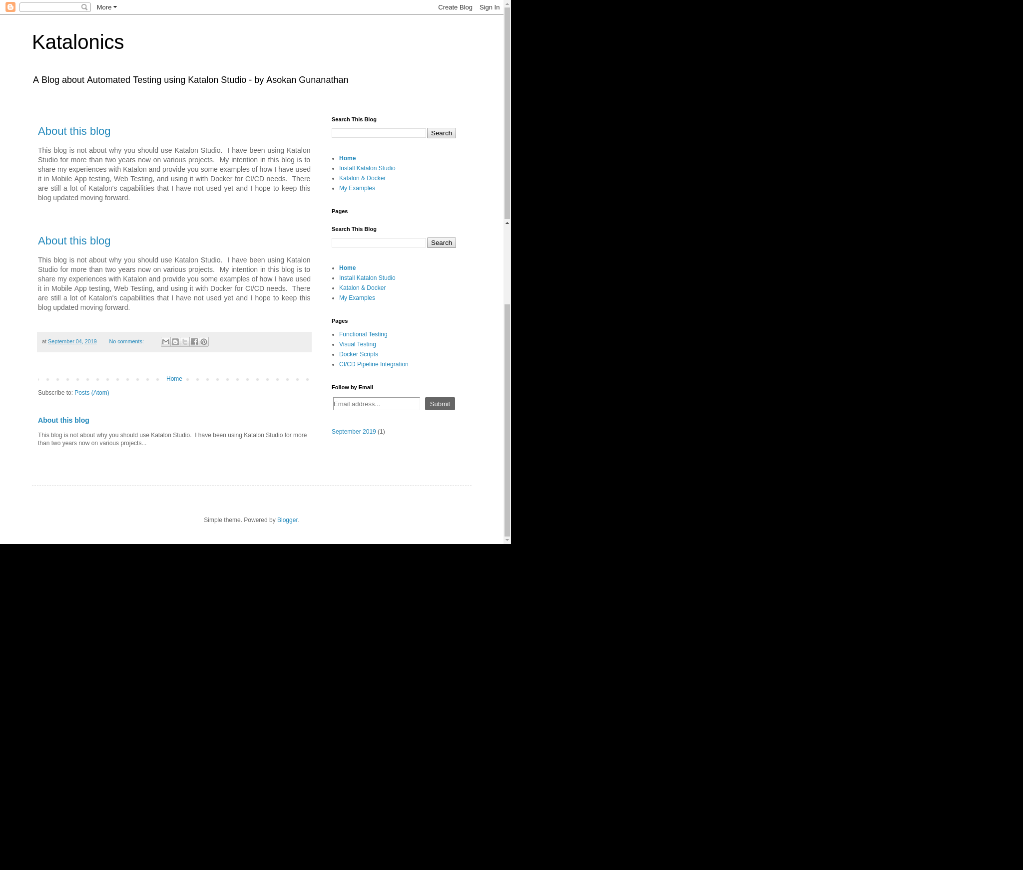 More
Create Blog Sign In
Katalonics
A Blog about Automated Testing using Katalon Studio - by Asokan Gunanathan
About this blog
This blog is not about why you should use Katalon Studio. I have been using Katalon
Studio for more than two years now on various projects. My intention in this blog is to
share my experiences with Katalon and provide you some examples of how I have used
it in Mobile App testing, Web Testing, and using it with Docker for CI/CD needs. There
are still a lot of Katalon's capabilities that I have not used yet and I hope to keep this
blog updated moving forward.
About this blog
This blog is not about why you should use Katalon Studio. I have been using Katalon
Studio for more than two years now on various projects. My intention in this blog is to
share my experiences with Katalon and provide you some examples of how I have used
it in Mobile App testing, Web Testing, and using it with Docker for CI/CD needs. There
are still a lot of Katalon's capabilities that I have not used yet and I hope to keep this
blog updated moving forward.
at September 04, 2019 No comments:
Home
Subscribe to: Posts (Atom)
About this blog
This blog is not about why you should use Katalon Studio. I have been using Katalon Studio for more
than two years now on various projects...
Search This Blog
Search
Home
Install Katalon Studio
Katalon & Docker
My Examples
Pages
Search This Blog
Search
Home
Install Katalon Studio
Katalon & Docker
My Examples
Pages
Functional Testing
Visual Testing
Docker Scripts
CI/CD Pipeline Integration
Follow by Email
Email address... Submit
September 2019 (1)
Simple theme. Powered by Blogger.